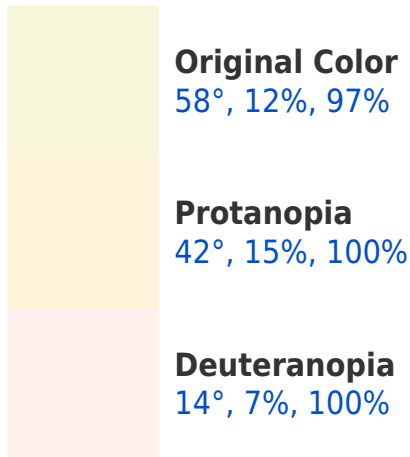 Original Color
58°, 12%, 97%
Protanopia
42°, 15%, 100%
Deuteranopia
14°, 7%, 100%